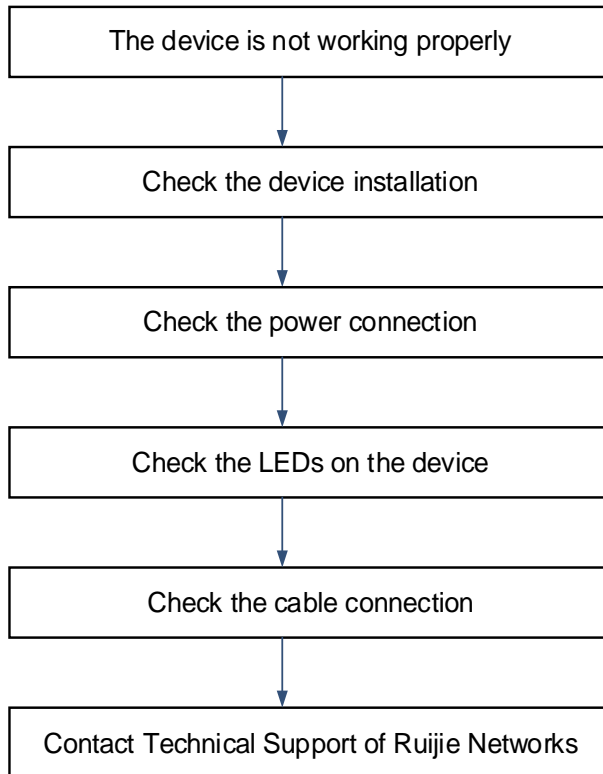 The device is not working properly
Check the device installation
Check the power connection
Check the LEDs on the device
Check the cable connection
Contact Technical Support of Ruijie Networks